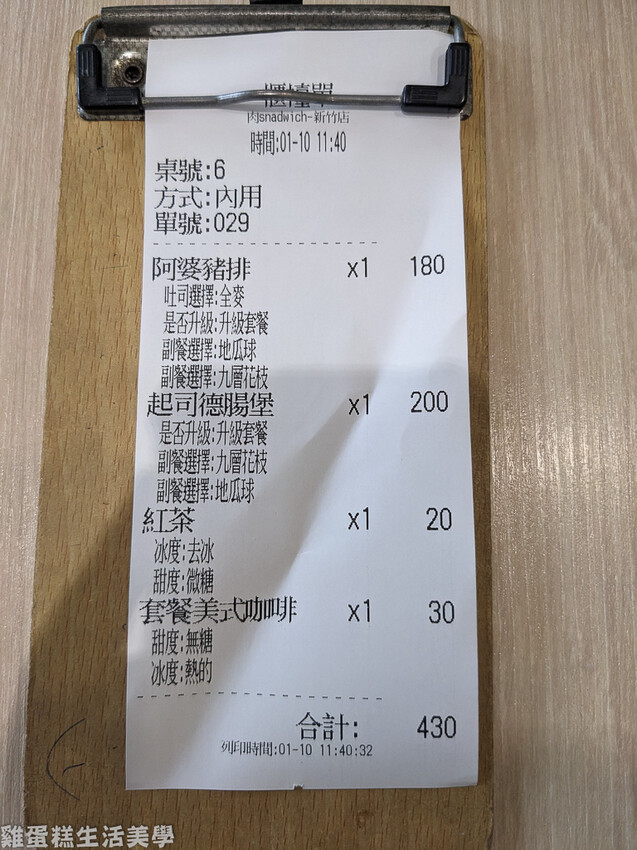 櫃檯單
肉snadwich-新竹店
時間:01-10 11:40
桌號:6
方式:內用
單號:029
阿婆豬排 x1 180
吐司選擇:全麥
是否升級:升級套餐
副餐選擇:地瓜球
副餐選擇:九層花枝
起司德腸堡 x1 200
是否升級:升級套餐
副餐選擇:九層花枝
副餐選擇:地瓜球
紅茶 x1 20
冰度:去冰
甜度:微糖
套餐美式咖啡 x1 30
甜度:無糖
冰度:熱的
合計: 430
列印時間:01-10 11:40:32
雞蛋糕生活美學